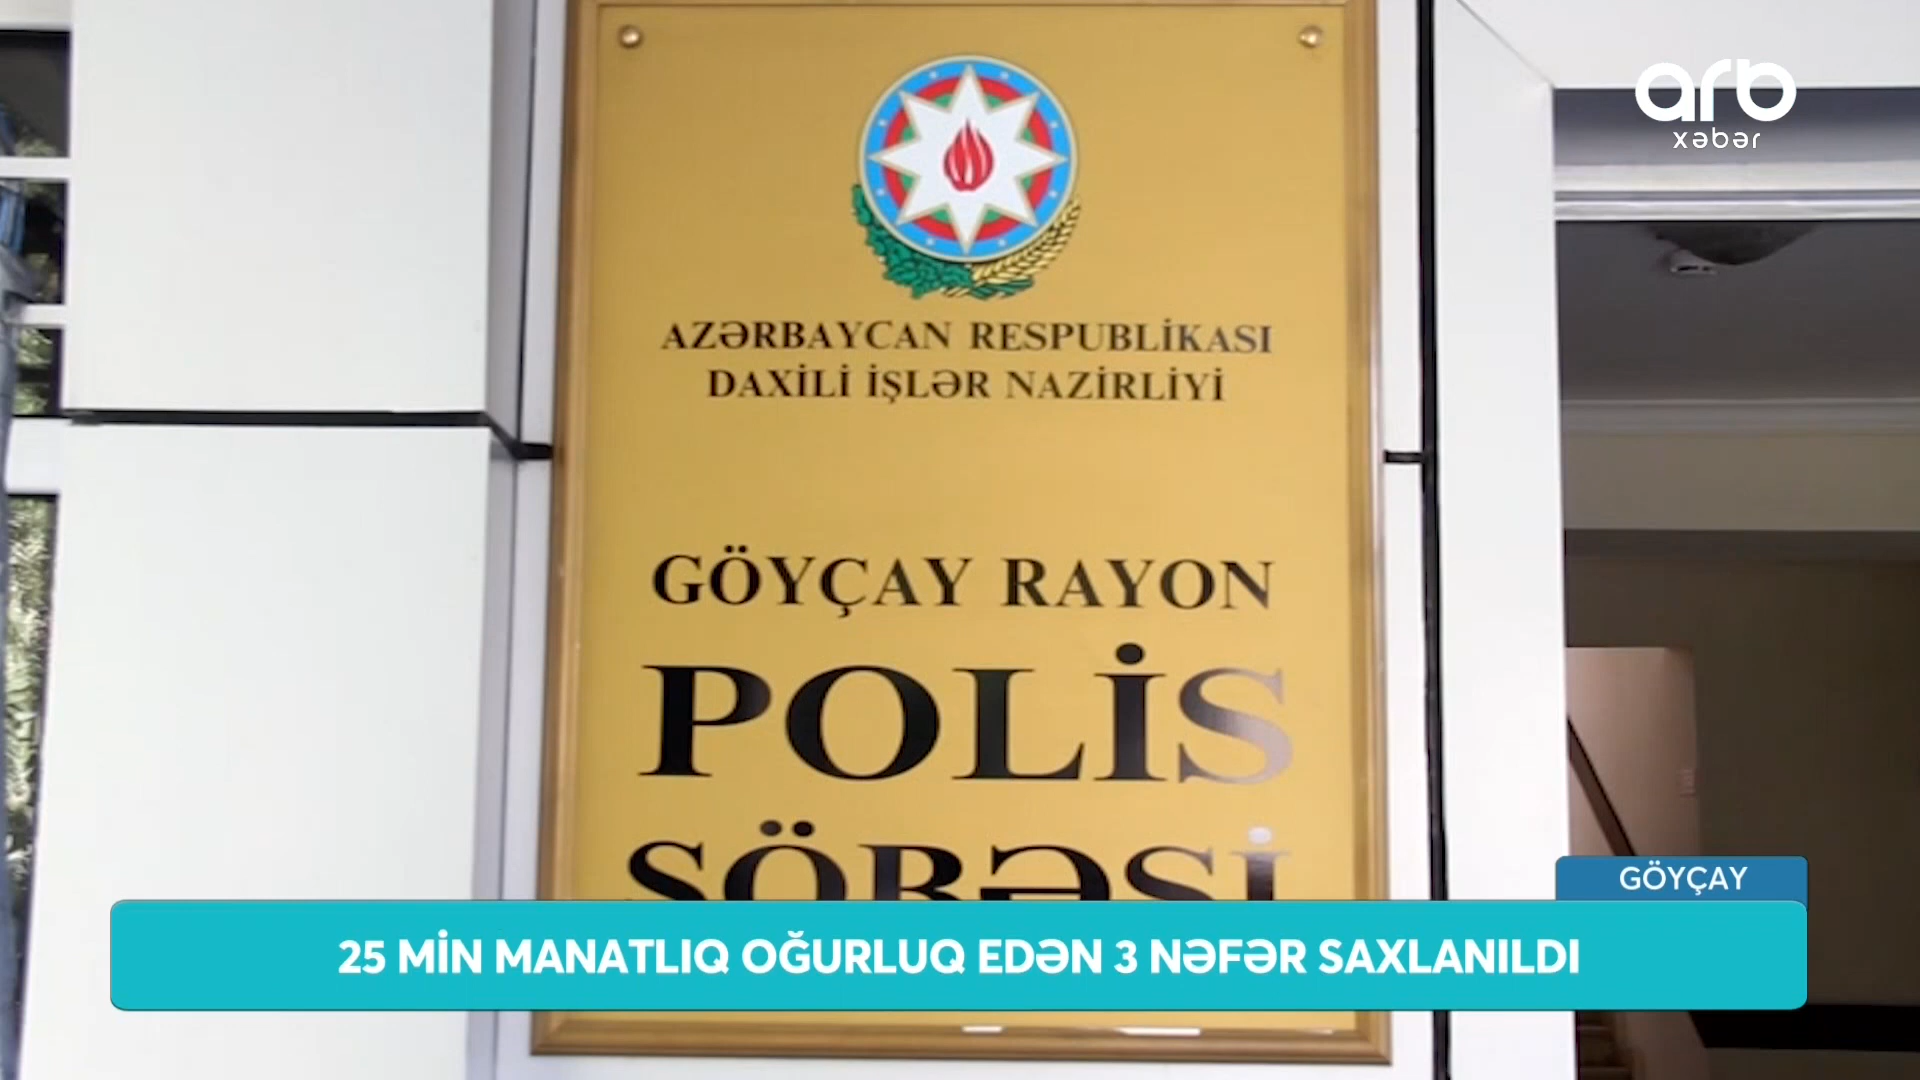 arb
xəbər
AZƏRBAYCAN RESPUBLİKASI
DAXİLİ İŞLƏR NAZİRLİYİ
GÖYÇAY RAYON
POLİS
ŞÖBƏSİ
GÖYÇAY
25 MİN MANATLIQ OĞURLUQ EDƏN 3 NƏFƏR SAXLANILDI